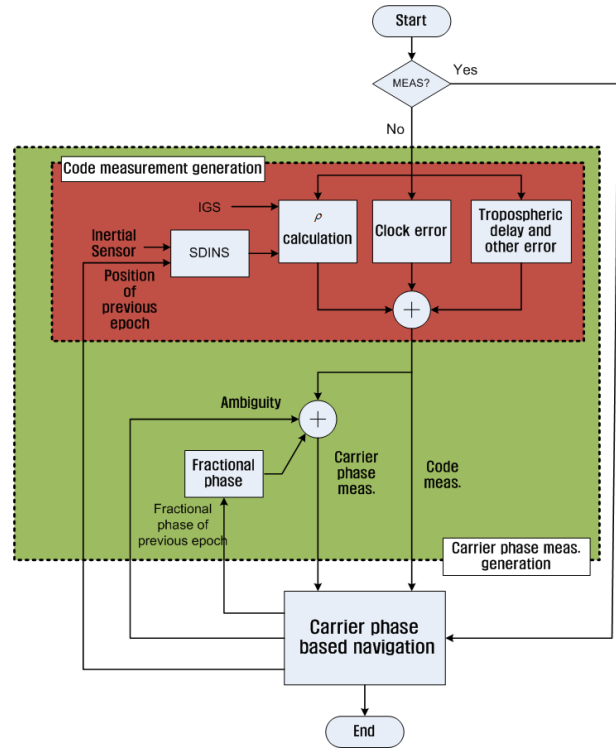 Start
MEAS?
Yes
No
Code measurement generation
IGS
ρ
calculation
Clock error
Tropospheric
delay and
other error
Inertial
Sensor
SDINS
Position of
previous
epoch
+
Ambiguity
+
Fractional
phase
Carrier
phase
meas.
Code
meas.
Fractional
phase of
previous epoch
Carrier phase meas.
generation
Carrier phase
based navigation
End